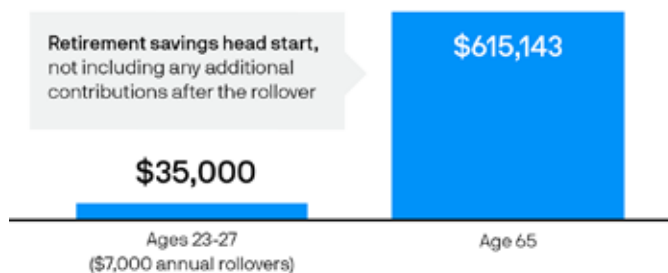 Retirement savings head start,
not including any additional
contributions after the rollover
$615,143
$35,000
Ages 23-27
($7,000 annual rollovers)
Age 65